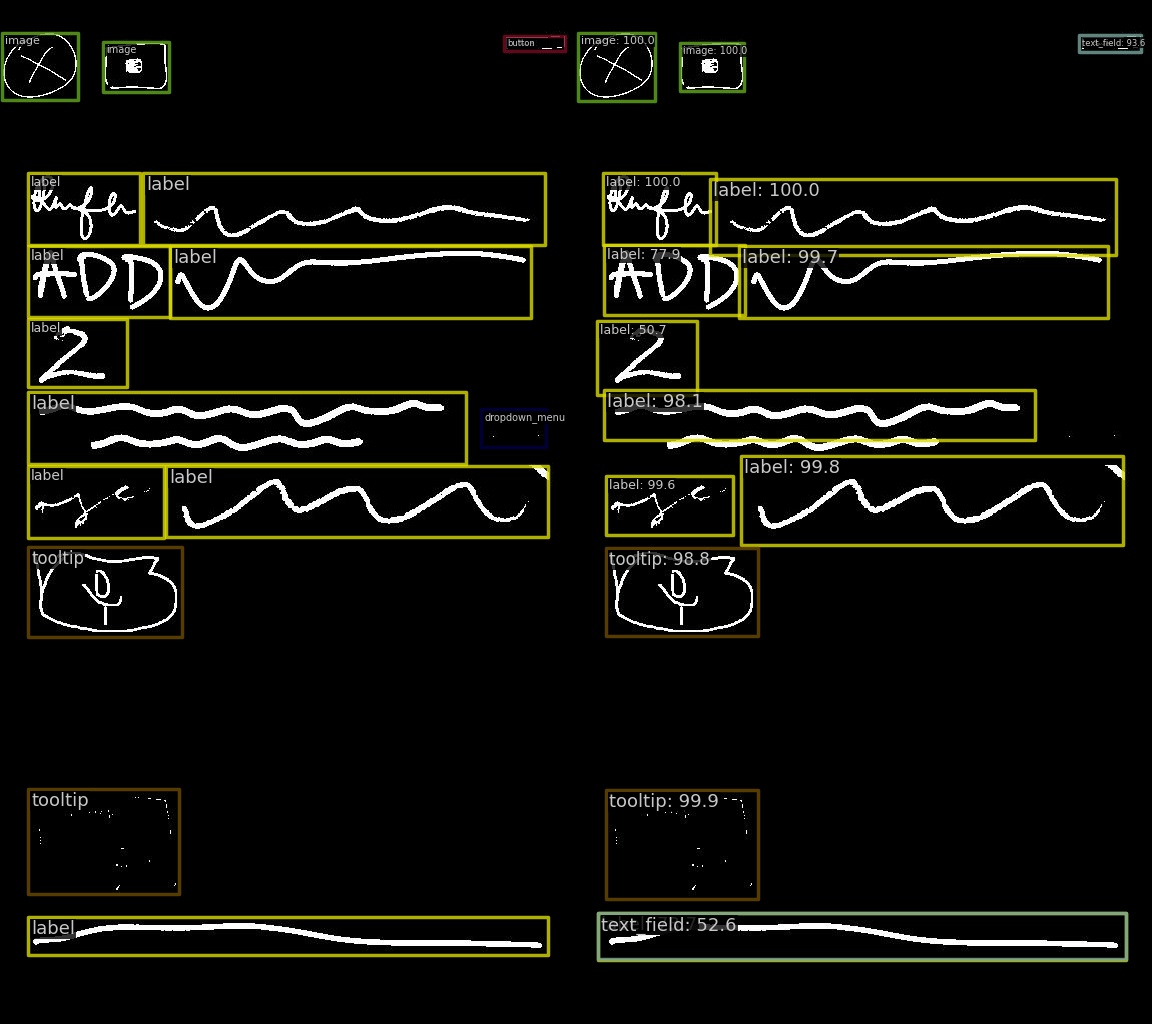 image image image: 100.0 image: 100.0
button text_field: 93.6
label label label: 100.0 label: 100.0
label label label: 77.9 label: 99.7
ADD ADD
label label: 50.7
2 2
label dropdown_menu label: 98.1
label label label: 99.6 label: 99.8
tooltip tooltip: 98.8
tooltip tooltip: 99.9
label text_field: 52.6